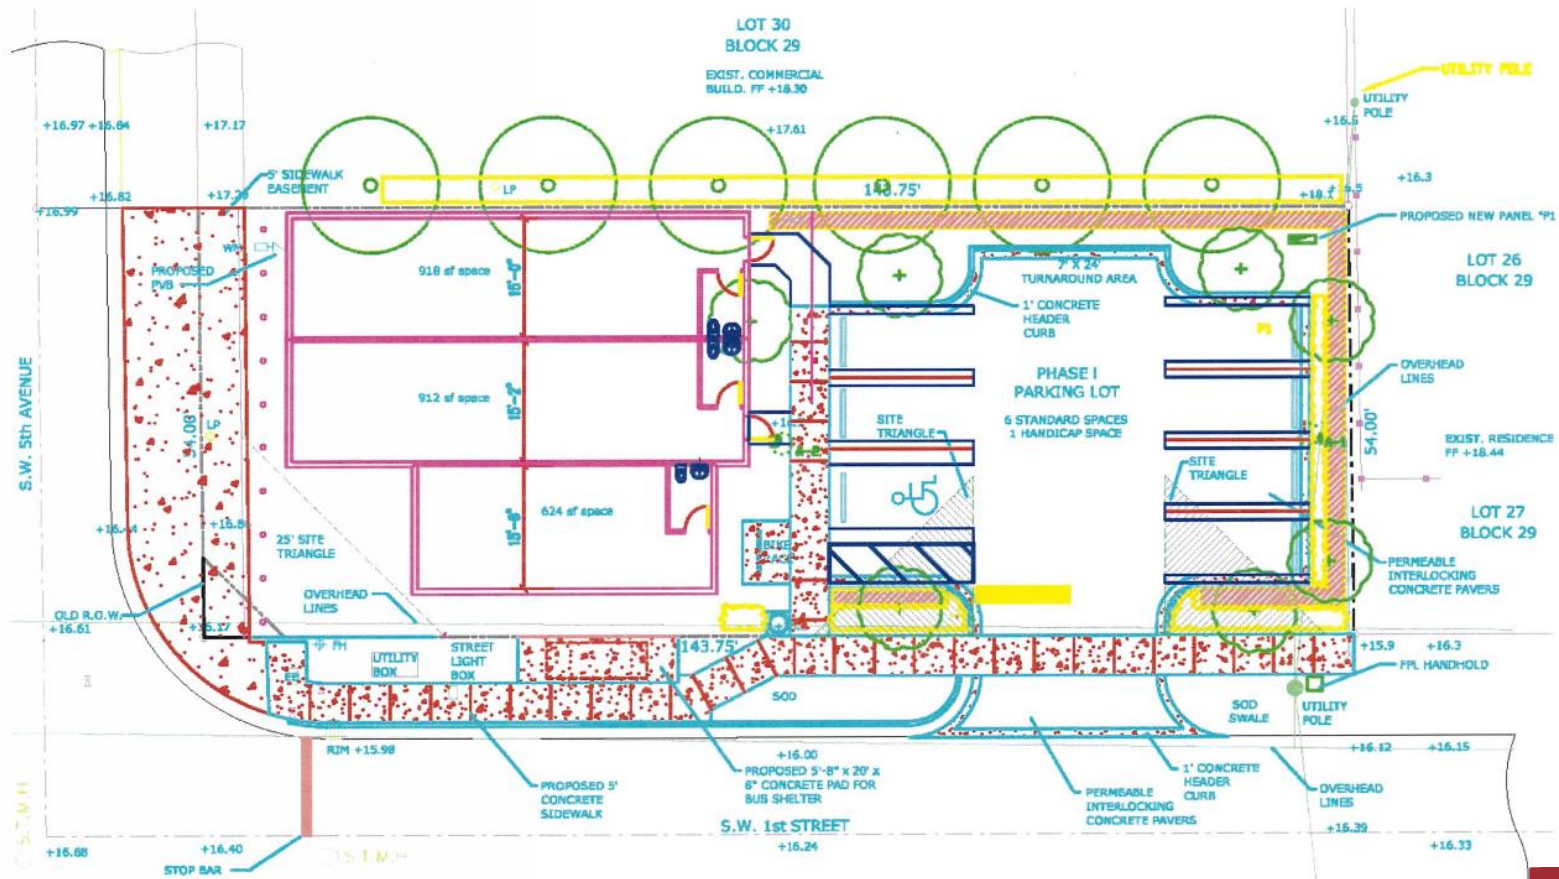 LOT 30
BLOCK 29
EXIST. COMMERCIAL
BUILD. FF +18.30
UTILITY POLE
UTILITY
POLE
+16.97 +16.84
+17.17
+17.61
+16.5
5' SIDEWALK
EASEMENT
LP
143.75'
+16.82
+16.99
+18.1
+16.3
PROPOSED NEW PANEL "P1
PROPOSED
PVB
918 sf space
15'-0"
7' X 24'
TURNAROUND AREA
1' CONCRETE
HEADER
CURB
LOT 26
BLOCK 29
P1
S.W. 5th AVENUE
912 sf space
15'-2"
PHASE I
PARKING LOT
6 STANDARD SPACES
1 HANDICAP SPACE
OVERHEAD
LINES
LP
94.00'
SITE
TRIANGLE
54.00'
EXIST. RESIDENCE
FF +18.44
SITE
TRIANGLE
624 sf space
15'-8"
LOT 27
BLOCK 29
25' SITE
TRIANGLE
BIKE
PERMEABLE
INTERLOCKING
CONCRETE PAVERS
OVERHEAD
LINES
OLD R.O.W.
+16.61
+16.17
FH
UTILITY
BOX
STREET
LIGHT
BOX
143.75'
+15.9
+16.3
EB
FPL HANDHOLD
SOD
SOD
SWALE
UTILITY
POLE
RIM +15.98
+16.00
+16.12
+16.15
PROPOSED 5'
CONCRETE
SIDEWALK
PROPOSED 5'-8" x 20' x
6" CONCRETE PAD FOR
BUS SHELTER
PERMEABLE
INTERLOCKING
CONCRETE PAVERS
1' CONCRETE
HEADER
CURB
OVERHEAD
LINES
S.W. 1st STREET
+16.24
+16.39
+16.33
+16.68
+16.40
STOP BAR
S.T.M.H
S.T.M.H